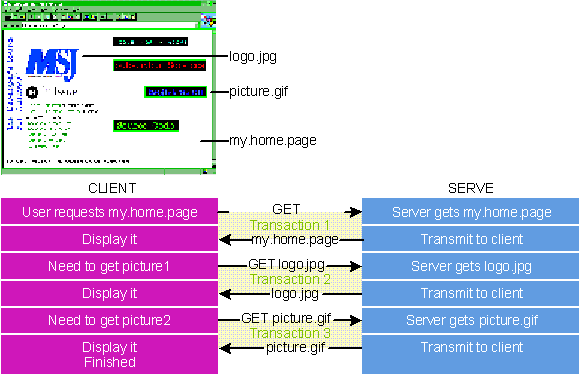 MSJ
logo.jpg
picture.gif
my.home.page
CLIENT
SERVE
User requests my.home.page
GET
Server gets my.home.page
Transaction 1
Display it
my.home.page
Transmit to client
Need to get picture1
GET logo.jpg
Server gets logo.jpg
Transaction 2
Display it
logo.jpg
Transmit to client
Need to get picture2
GET picture.gif
Server gets picture.gif
Transaction 3
Display it
picture.gif
Transmit to client
Finished